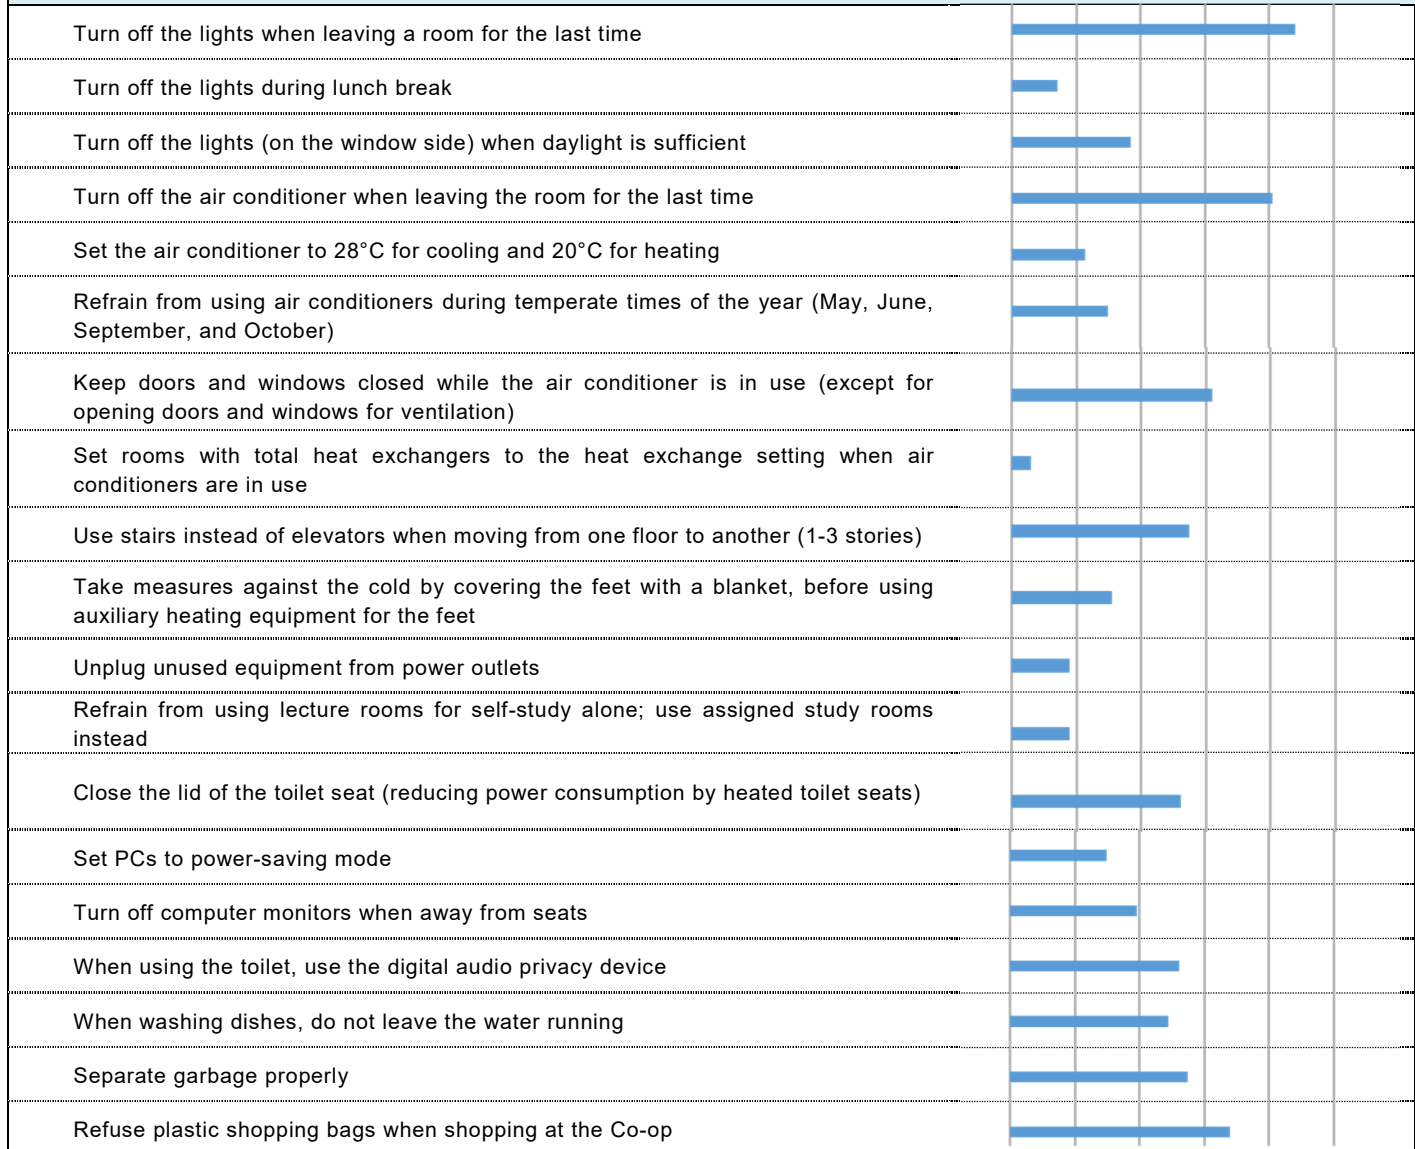 Turn off the lights when leaving a room for the last time
Turn off the lights during lunch break
Turn off the lights (on the window side) when daylight is sufficient
Turn off the air conditioner when leaving the room for the last time
Set the air conditioner to 28°C for cooling and 20°C for heating
Refrain from using air conditioners during temperate times of the year (May, June,
September, and October)
Keep doors and windows closed while the air conditioner is in use (except for
opening doors and windows for ventilation)
Set rooms with total heat exchangers to the heat exchange setting when air
conditioners are in use
Use stairs instead of elevators when moving from one floor to another (1-3 stories)
Take measures against the cold by covering the feet with a blanket, before using
auxiliary heating equipment for the feet
Unplug unused equipment from power outlets
Refrain from using lecture rooms for self-study alone; use assigned study rooms
instead
Close the lid of the toilet seat (reducing power consumption by heated toilet seats)
Set PCs to power-saving mode
Turn off computer monitors when away from seats
When using the toilet, use the digital audio privacy device
When washing dishes, do not leave the water running
Separate garbage properly
Refuse plastic shopping bags when shopping at the Co-op